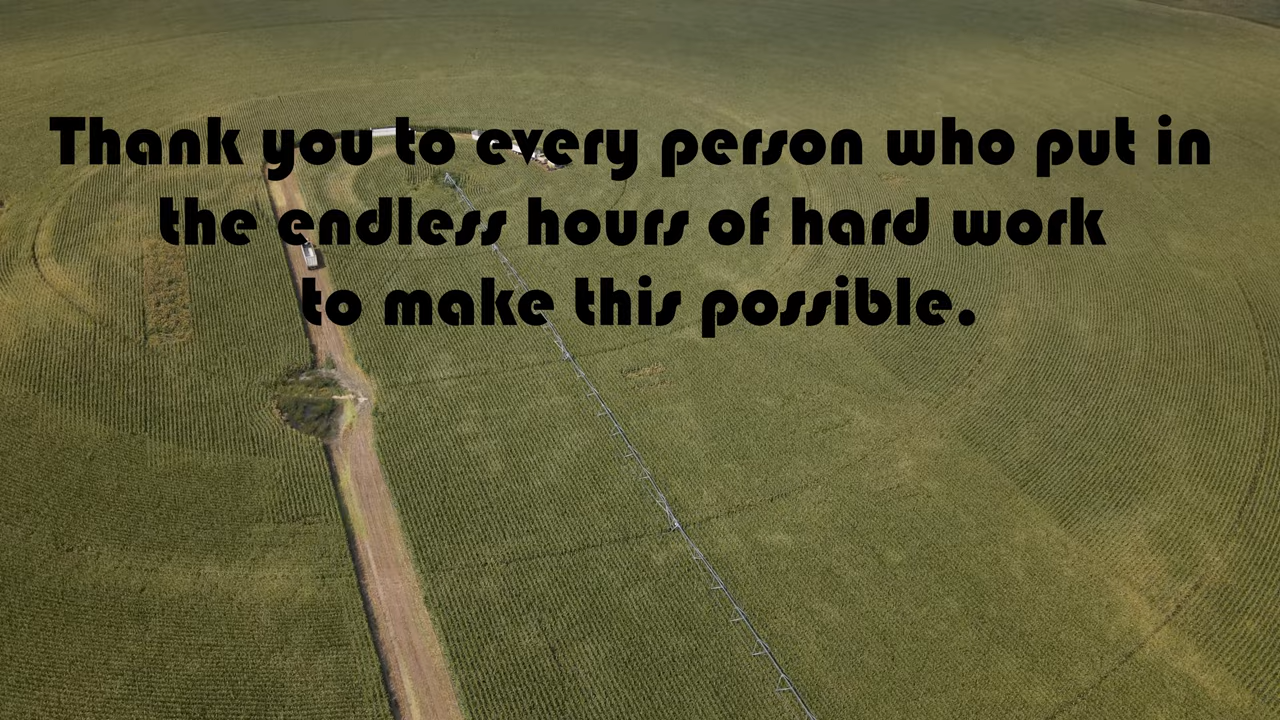 Thank you to every person who put in
the endless hours of hard work
to make this possible.